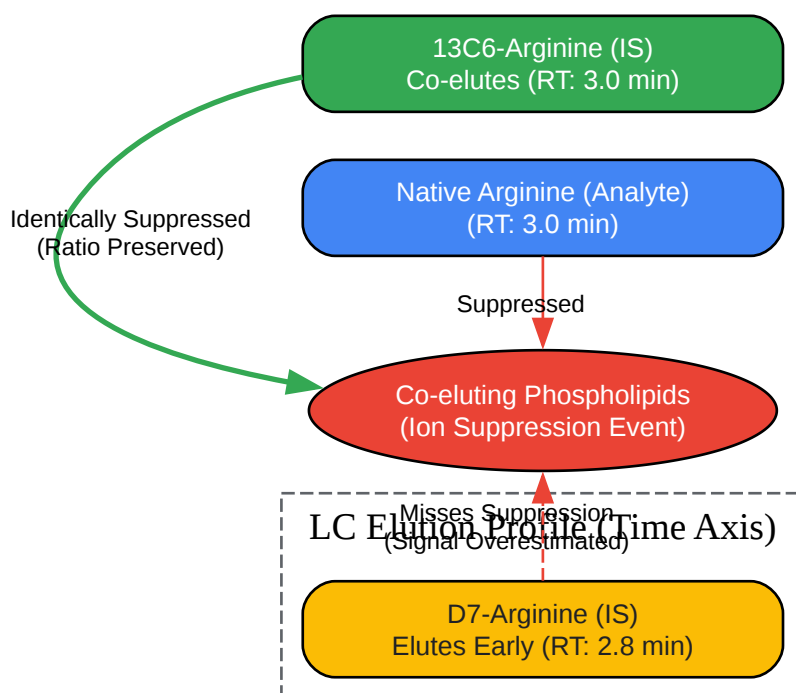 13C6-Arginine (IS)
Co-elutes (RT: 3.0 min)
Native Arginine (Analyte)
(RT: 3.0 min)
Identically Suppressed
(Ratio Preserved)
Suppressed
Co-eluting Phospholipids
(Ion Suppression Event)
Misses Suppression
(Signal Overestimated)
LC Elution Profile (Time Axis)
D7-Arginine (IS)
Elutes Early (RT: 2.8 min)